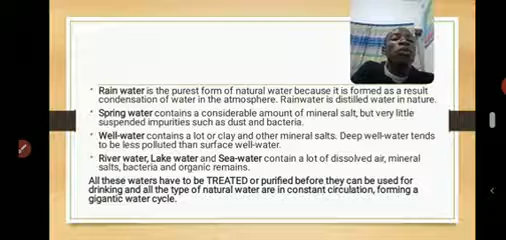 • Rain water is the purest form of natural water because it is formed as a result
condensation of water in the atmosphere. Rainwater is distilled water in nature.
• Spring water contains a considerable amount of mineral salt, but very little
suspended impurities such as dust and bacteria.
• Well-water contains a lot or clay and other mineral salts. Deep well-water tends
to be less polluted than surface well-water.
• River water, Lake water and Sea-water contain a lot of dissolved air, mineral
salts, bacteria and organic remains.
All these waters have to be TREATED or purified before they can be used for
drinking and all the type of natural water are in constant circulation, forming a
gigantic water cycle.